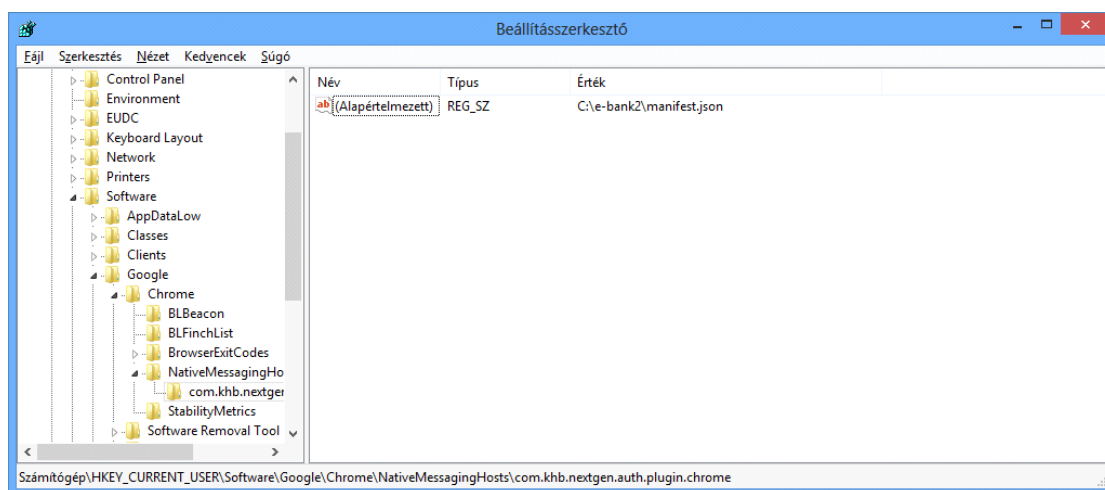 Beállításszerkesztő
Fájl Szerkesztés Nézet Kedvencek Súgó
Control Panel
Environment
EUDC
Keyboard Layout
Network
Printers
Software
AppDataLow
Classes
Clients
Google
Chrome
BLBeacon
BLFinchList
BrowserExitCodes
NativeMessagingHo
com.khb.nextger
StabilityMetrics
Software Removal Tool
Név Típus Érték
ab (Alapértelmezett) REG_SZ C:\e-bank2\manifest.json
Számítógép\HKEY_CURRENT_USER\Software\Google\Chrome\NativeMessagingHosts\com.khb.nextgen.auth.plugin.chrome